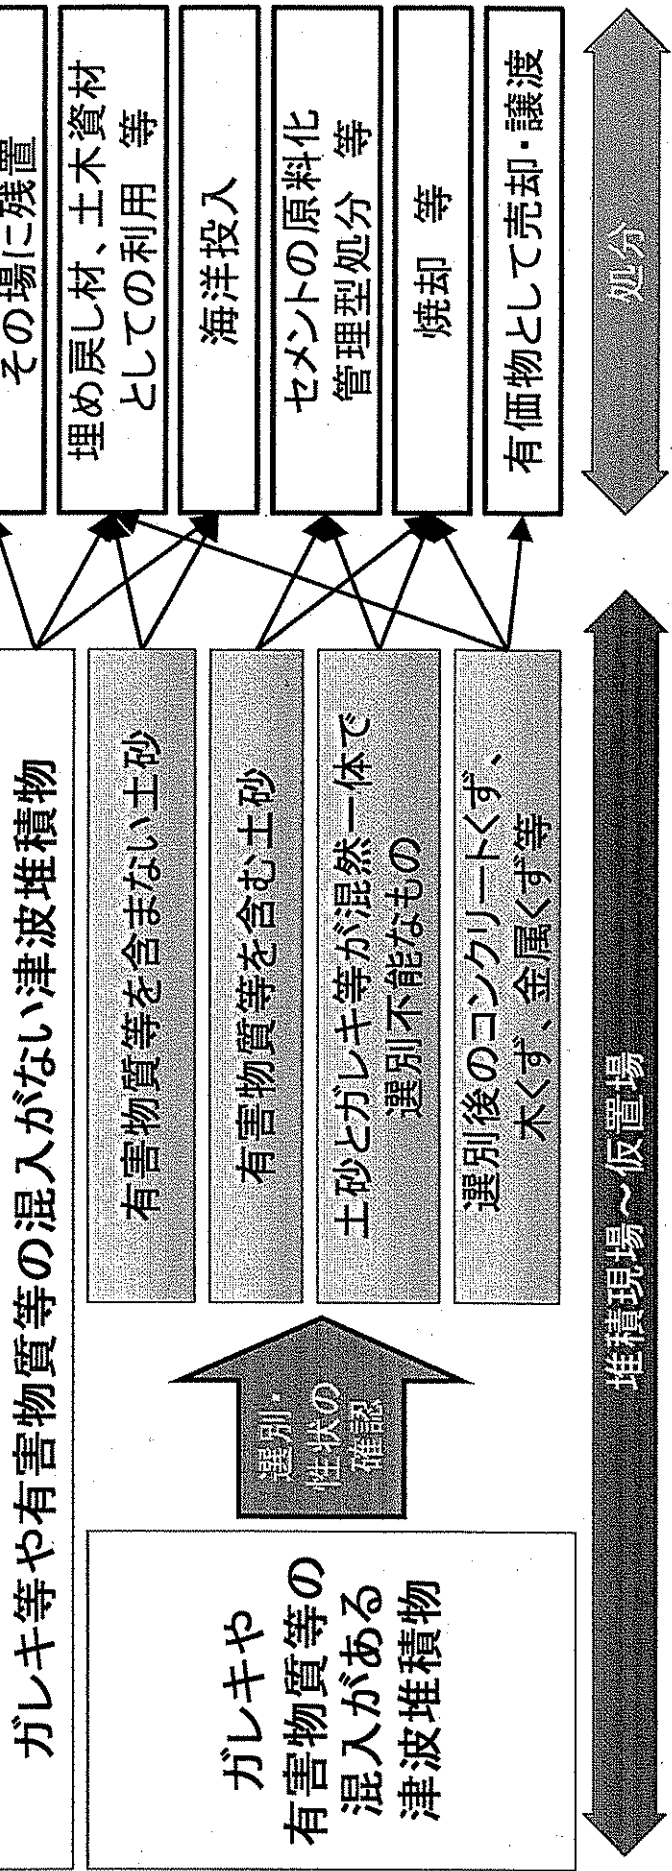 ガレキ等や有害物質等の混入がない津波堆積物
ガレキや
有害物質等の
混入がある
津波堆積物
選別・
性状の
確認
有害物質等を含まない土砂
有害物質等を含む土砂
土砂とガレキ等が混然一体で
選別不能なもの
選別後のコンクリートくず、
木くず、金属くず等
その場に残置
埋め戻し材、土木資材
としての利用 等
海洋投入
セメントの原料化
管理型処分 等
焼却 等
有価物として売却・譲渡
堆積現場～仮置場
処分